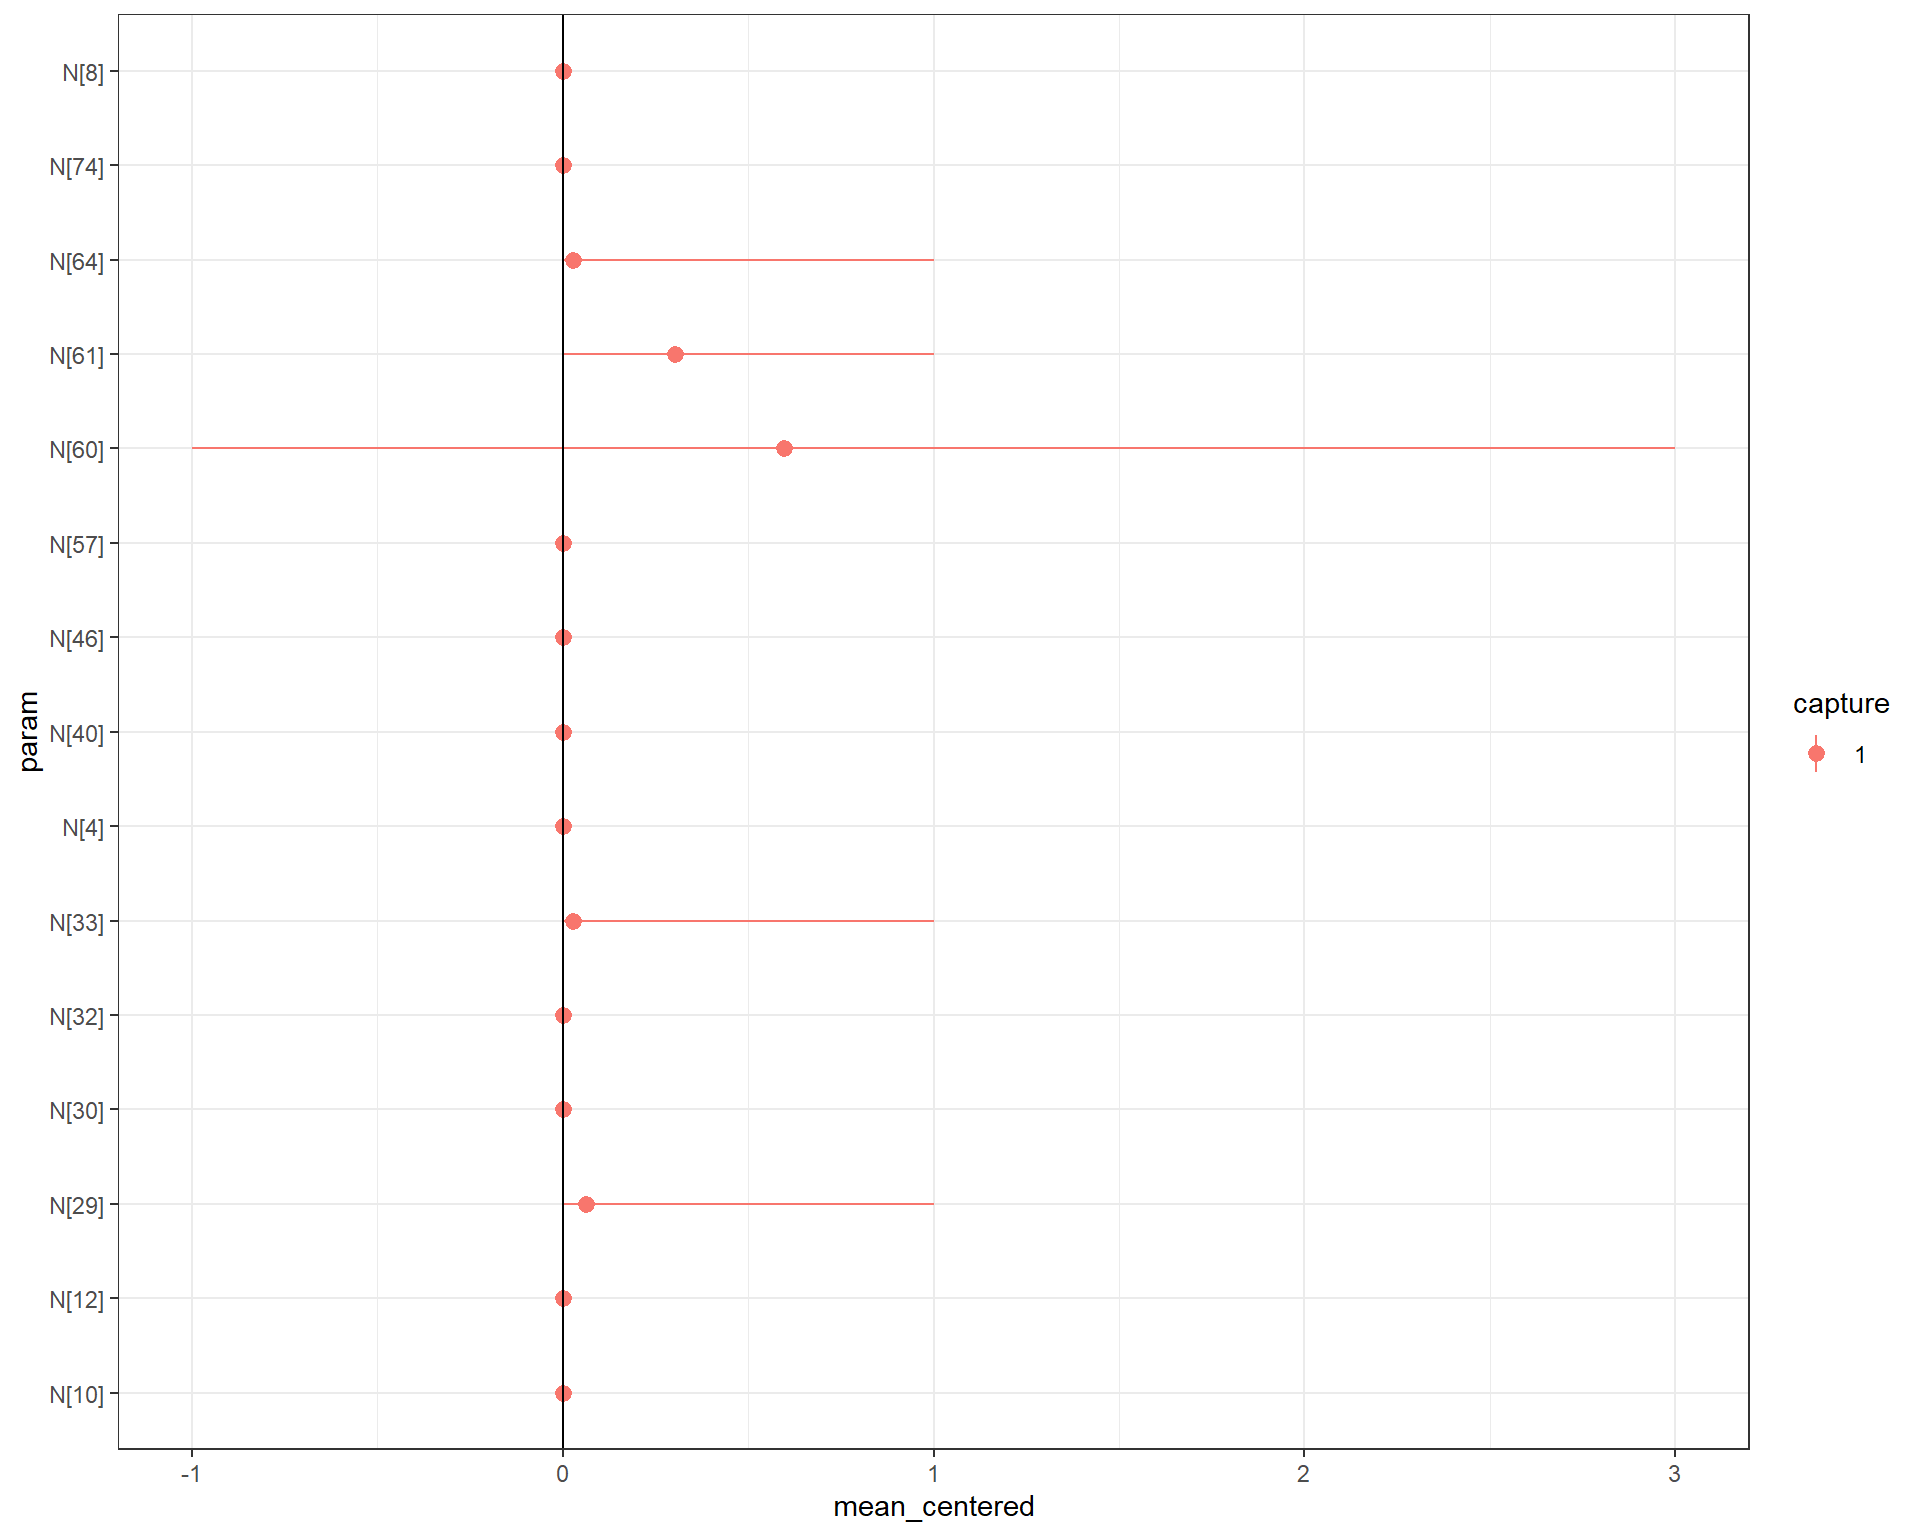 N[8]
N[74]
N[64]
N[61]
N[60]
N[57]
N[46]
N[40]
N[4]
N[33]
N[32]
N[30]
N[29]
N[12]
N[10]
param
-1 0 1 2 3
mean_centered
capture
1